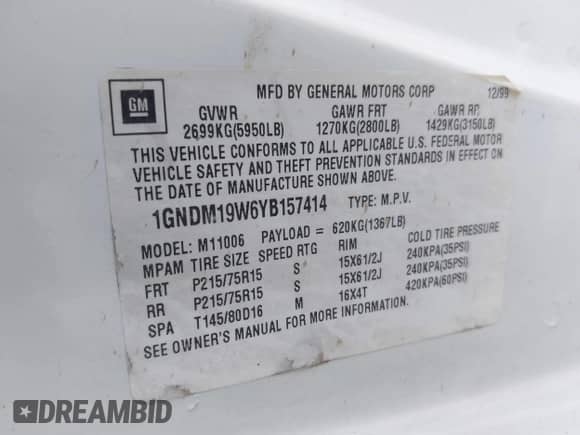 GM
MFD BY GENERAL MOTORS CORP 12/99
GVWR GAWR FRT GAWR RR
2699KG(5950LB) 1270KG(2800LB) 1429KG(3150LB)
THIS VEHICLE CONFORMS TO ALL APPLICABLE U.S. FEDERAL MOTOR
VEHICLE SAFETY AND THEFT PREVENTION STANDARDS IN EFFECT ON
THE DATE OF MANUFACTURE SHOWN ABOVE.
1GNDM19W6YB157414 TYPE: M.P.V.
MODEL: M11006 PAYLOAD = 620KG(1367LB)
MPAM TIRE SIZE SPEED RTG RIM COLD TIRE PRESSURE
FRT P215/75R15 S 15X61/2J 240KPA(35PSI)
RR P215/75R15 S 15X61/2J 240KPA(35PSI)
SPA T145/80D16 M 16X4T 420KPA(60PSI)
SEE OWNER'S MANUAL FOR MORE INFORMATION.
DREAMBID